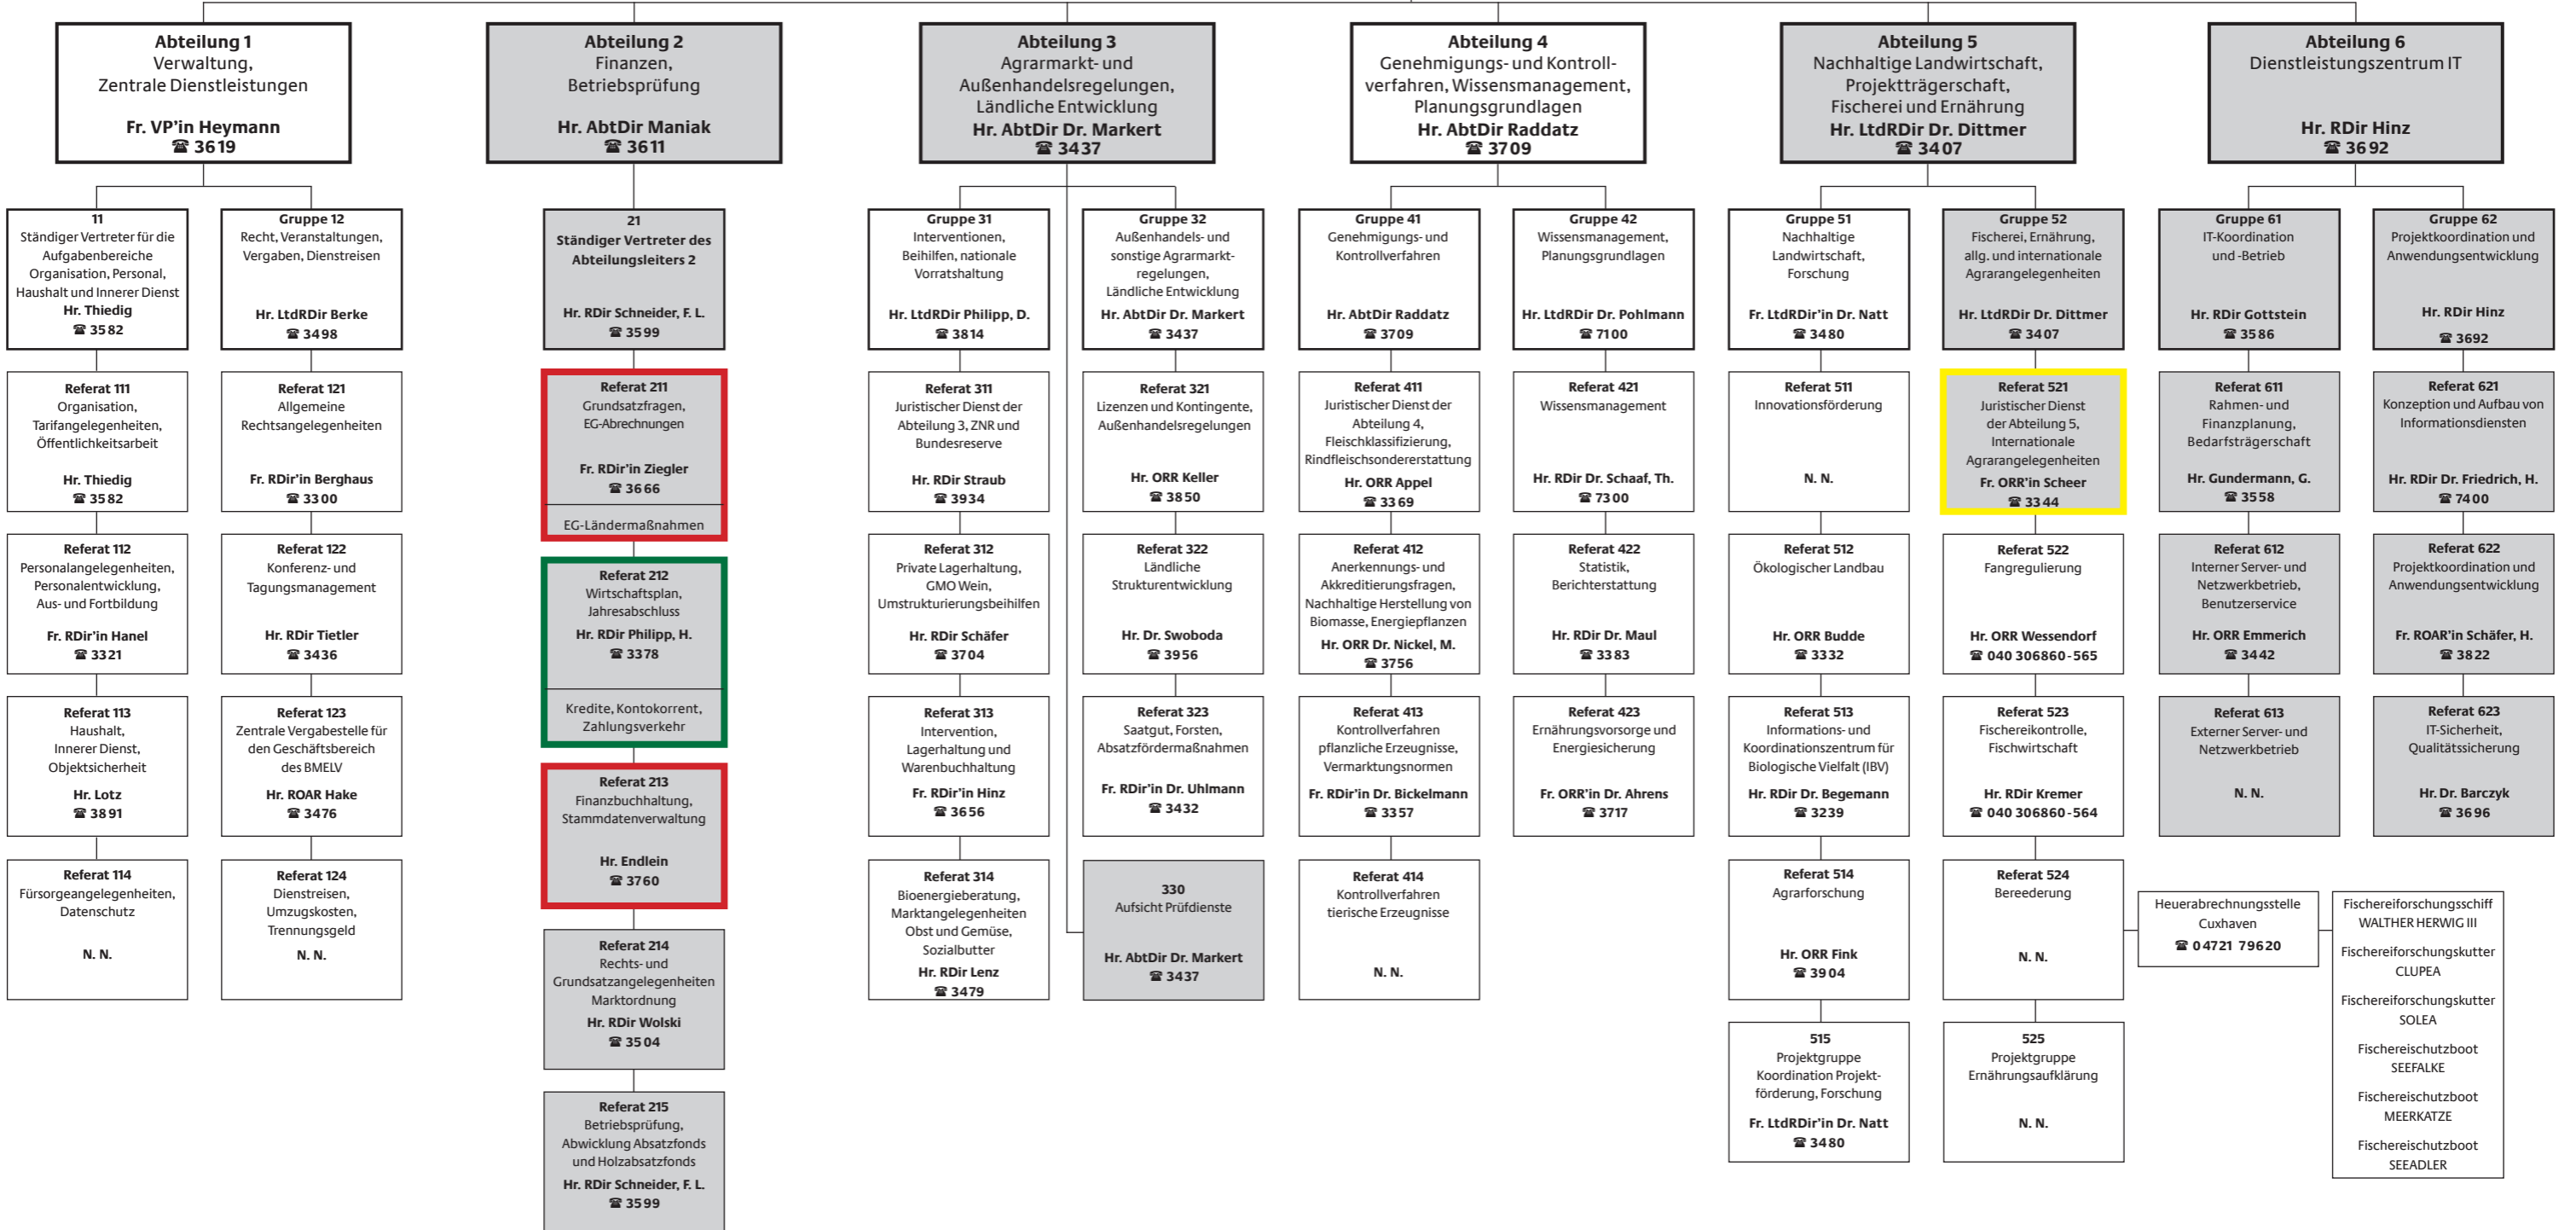 Abteilung 1
Verwaltung,
Zentrale Dienstleistungen
Fr. VP'in Heymann
☎ 3619
Abteilung 2
Finanzen,
Betriebsprüfung
Hr. AbtDir Maniak
☎ 3611
Abteilung 3
Agrarmarkt- und
Außenhandelsregelungen,
Ländliche Entwicklung
Hr. AbtDir Dr. Markert
☎ 3437
Abteilung 4
Genehmigungs- und Kontroll-
verfahren, Wissensmanagement,
Planungsgrundlagen
Hr. AbtDir Raddatz
☎ 3709
Abteilung 5
Nachhaltige Landwirtschaft,
Projektträgerschaft,
Fischerei und Ernährung
Hr. LtdRDir Dr. Dittmer
☎ 3407
Abteilung 6
Dienstleistungszentrum IT
Hr. RDir Hinz
☎ 3692
11
Ständiger Vertreter für die
Aufgabenbereiche
Organisation, Personal,
Haushalt und Innerer Dienst
Hr. Thiedig
☎ 3582
Gruppe 12
Recht, Veranstaltungen,
Vergaben, Dienstreisen
Hr. LtdRDir Berke
☎ 3498
21
Ständiger Vertreter des
Abteilungsleiters 2
Hr. RDir Schneider, F. L.
☎ 3599
Gruppe 31
Interventionen,
Beihilfen, nationale
Vorratshaltung
Hr. LtdRDir Philipp, D.
☎ 3814
Gruppe 32
Außenhandels- und
sonstige Agrarmarkt-
regelungen,
Ländliche Entwicklung
Hr. AbtDir Dr. Markert
☎ 3437
Gruppe 41
Genehmigungs- und
Kontrollverfahren
Hr. AbtDir Raddatz
☎ 3709
Gruppe 42
Wissensmanagement,
Planungsgrundlagen
Hr. LtdRDir Dr. Pohlmann
☎ 7100
Gruppe 51
Nachhaltige
Landwirtschaft,
Forschung
Fr. LtdRDir'in Dr. Natt
☎ 3480
Gruppe 52
Fischerei, Ernährung,
allg. und internationale
Agrarangelegenheiten
Hr. LtdRDir Dr. Dittmer
☎ 3407
Gruppe 61
IT-Koordination
und -Betrieb
Hr. RDir Gottstein
☎ 3586
Gruppe 62
Projektkoordination und
Anwendungsentwicklung
Hr. RDir Hinz
☎ 3692
Referat 111
Organisation,
Tarifangelegenheiten,
Öffentlichkeitsarbeit
Hr. Thiedig
☎ 3582
Referat 121
Allgemeine
Rechtsangelegenheiten
Fr. RDir'in Berghaus
☎ 3300
Referat 211
Grundsatzfragen,
EG-Abrechnungen
Fr. RDir'in Ziegler
☎ 3666
EG-Ländermaßnahmen
Referat 311
Juristischer Dienst der
Abteilung 3, ZNR und
Bundesreserve
Hr. RDir Straub
☎ 3934
Referat 321
Lizenzen und Kontingente,
Außenhandelsregelungen
Hr. ORR Keller
☎ 3850
Referat 411
Juristischer Dienst der
Abteilung 4,
Fleischklassifizierung,
Rindfleischsondererstattung
Hr. ORR Appel
☎ 3369
Referat 421
Wissensmanagement
Hr. RDir Dr. Schaaf, Th.
☎ 7300
Referat 511
Innovationsförderung
N. N.
Referat 521
Juristischer Dienst
der Abteilung 5,
Internationale
Agrarangelegenheiten
Fr. ORR'in Scheer
☎ 3344
Referat 611
Rahmen- und
Finanzplanung,
Bedarfsträgerschaft
Hr. Gundermann, G.
☎ 3558
Referat 621
Konzeption und Aufbau von
Informationsdiensten
Hr. RDir Dr. Friedrich, H.
☎ 7400
Referat 112
Personalangelegenheiten,
Personalentwicklung,
Aus- und Fortbildung
Fr. RDir'in Hanel
☎ 3321
Referat 122
Konferenz- und
Tagungsmanagement
Hr. RDir Tietler
☎ 3436
Referat 212
Wirtschaftsplan,
Jahresabschluss
Hr. RDir Philipp, H.
☎ 3378
Kredite, Kontokorrent,
Zahlungsverkehr
Referat 312
Private Lagerhaltung,
GMO Wein,
Umstrukturierungsbeihilfen
Hr. RDir Schäfer
☎ 3704
Referat 322
Ländliche
Strukturentwicklung
Hr. Dr. Swoboda
☎ 3956
Referat 412
Anerkennungs- und
Akkreditierungsfragen,
Nachhaltige Herstellung von
Biomasse, Energiepflanzen
Hr. ORR Dr. Nickel, M.
☎ 3756
Referat 422
Statistik,
Berichterstattung
Hr. RDir Dr. Maul
☎ 3383
Referat 512
Ökologischer Landbau
Hr. ORR Budde
☎ 3332
Referat 522
Fangregulierung
Hr. ORR Wessendorf
☎ 040 306860-565
Referat 612
Interner Server- und
Netzwerkbetrieb,
Benutzerservice
Hr. ORR Emmerich
☎ 3442
Referat 622
Projektkoordination und
Anwendungsentwicklung
Fr. ROAR'in Schäfer, H.
☎ 3822
Referat 113
Haushalt,
Innerer Dienst,
Objektsicherheit
Hr. Lotz
☎ 3891
Referat 123
Zentrale Vergabestelle für
den Geschäftsbereich
des BMELV
Hr. ROAR Hake
☎ 3476
Referat 213
Finanzbuchhaltung,
Stammdatenverwaltung
Hr. Endlein
☎ 3760
Referat 313
Intervention,
Lagerhaltung und
Warenbuchhaltung
Fr. RDir'in Hinz
☎ 3656
Referat 323
Saatgut, Forsten,
Absatzfördermaßnahmen
Fr. RDir'in Dr. Uhlmann
☎ 3432
Referat 413
Kontrollverfahren
pflanzliche Erzeugnisse,
Vermarktungsnormen
Fr. RDir'in Dr. Bickelmann
☎ 3357
Referat 423
Ernährungsvorsorge und
Energiesicherung
Fr. ORR'in Dr. Ahrens
☎ 3717
Referat 513
Informations- und
Koordinationszentrum für
Biologische Vielfalt (IBV)
Hr. RDir Dr. Begemann
☎ 3239
Referat 523
Fischereikontrolle,
Fischwirtschaft
Hr. RDir Kremer
☎ 040 306860-564
Referat 613
Externer Server- und
Netzwerkbetrieb
N. N.
Referat 623
IT-Sicherheit,
Qualitätssicherung
Hr. Dr. Barczyk
☎ 3696
Referat 114
Fürsorgeangelegenheiten,
Datenschutz
N. N.
Referat 124
Dienstreisen,
Umzugskosten,
Trennungsgeld
N. N.
Referat 214
Rechts- und
Grundsatzangelegenheiten
Marktordnung
Hr. RDir Wolski
☎ 3504
Referat 314
Bioenergieberatung,
Marktangelegenheiten
Obst und Gemüse,
Sozialbutter
Hr. RDir Lenz
☎ 3479
330
Aufsicht Prüfdienste
Hr. AbtDir Dr. Markert
☎ 3437
Referat 414
Kontrollverfahren
tierische Erzeugnisse
N. N.
Referat 514
Agrarforschung
Hr. ORR Fink
☎ 3904
Referat 524
Bereederung
N. N.
Heuerabrechnungsstelle
Cuxhaven
☎ 04721 79620
Fischereiforschungsschiff
WALTHER HERWIG III
Fischereiforschungskutter
CLUPEA
Fischereiforschungskutter
SOLEA
Fischereischutzboot
SEEFALKE
Fischereischutzboot
MEERKATZE
Fischereischutzboot
SEEADLER
Referat 215
Betriebsprüfung,
Abwicklung Absatzfonds
und Holzabsatzfonds
Hr. RDir Schneider, F. L.
☎ 3599
515
Projektgruppe
Koordination Projekt-
förderung, Forschung
Fr. LtdRDir'in Dr. Natt
☎ 3480
525
Projektgruppe
Ernährungsaufklärung
N. N.